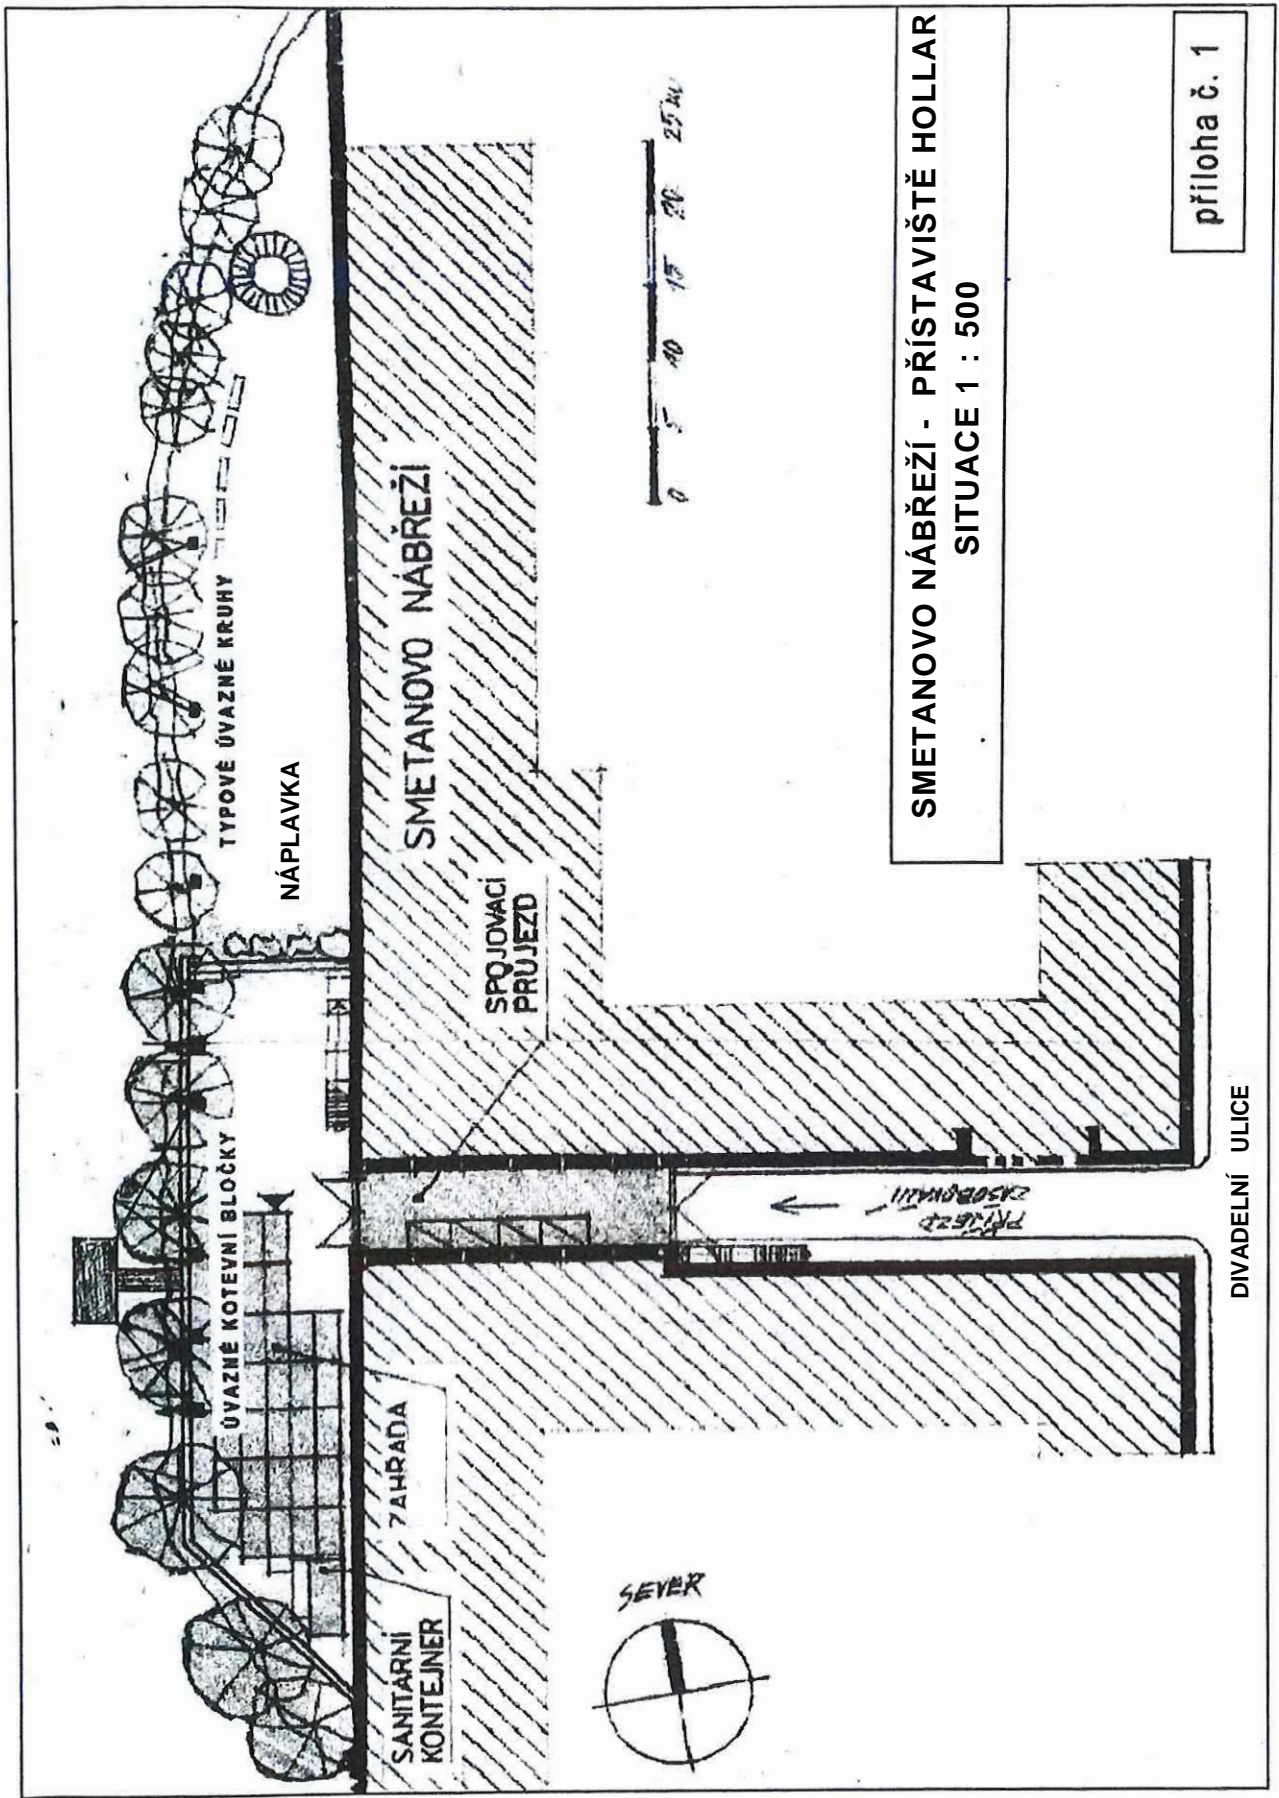 TYPOVÉ ÚVAZNÉ KRUHY
NÁPLAVKA
ÚVAZNÉ KOTEVNÍ BLOČKY
SMETANOVO NÁBŘEŽÍ
SPOJOVACÍ
PRUJEZD
ZAHRADA
SANITÁRNÍ
KONTEJNER
SEVER
0 5 10 15 20 25 m
PŘÍJEZD
ZÁSOBOVÁNÍ
DIVADELNÍ ULICE
SMETANOVO NÁBŘEŽÍ - PŘÍSTAVIŠTĚ HOLLAR
SITUACE 1 : 500
příloha č. 1